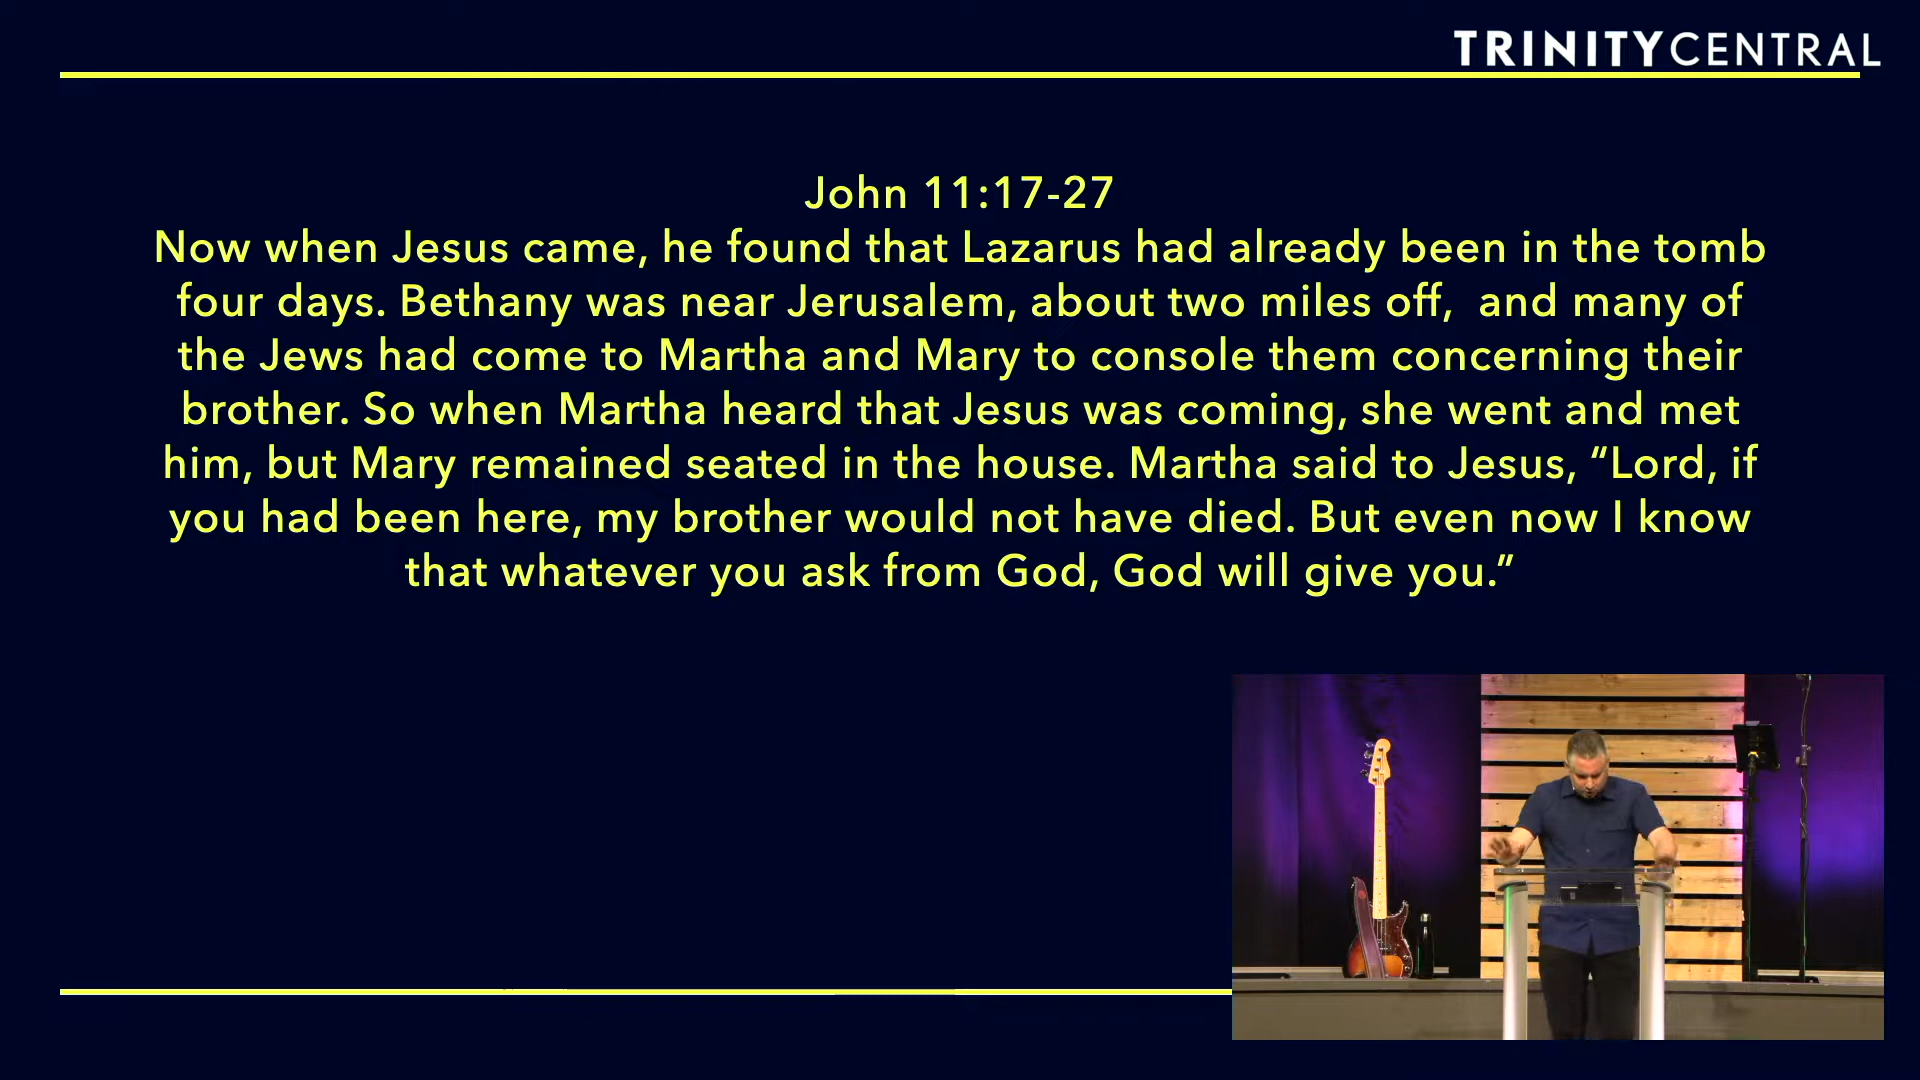 TRINITYCENTRAL
John 11:17-27
Now when Jesus came, he found that Lazarus had already been in the tomb
four days. Bethany was near Jerusalem, about two miles off,  and many of
the Jews had come to Martha and Mary to console them concerning their
brother. So when Martha heard that Jesus was coming, she went and met
him, but Mary remained seated in the house. Martha said to Jesus, “Lord, if
you had been here, my brother would not have died. But even now I know
that whatever you ask from God, God will give you.”